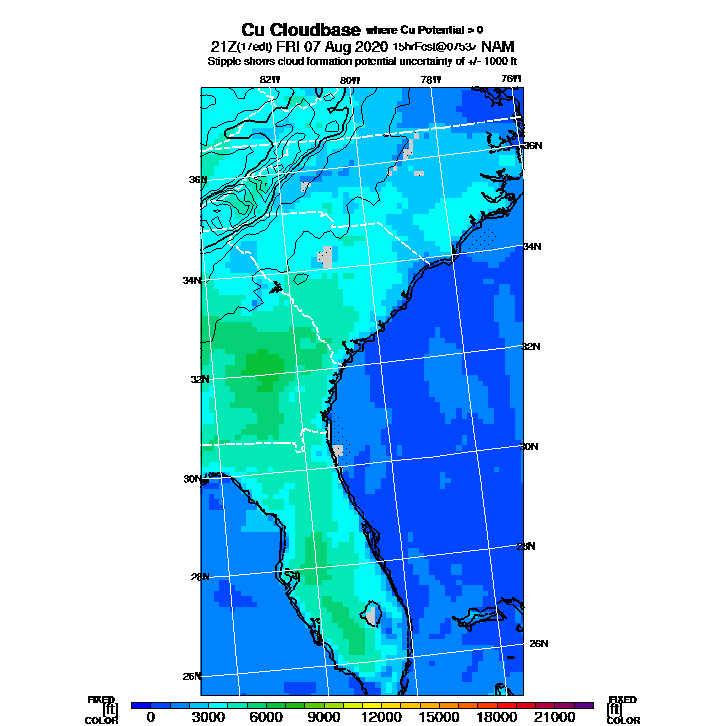 Cu Cloudbase where Cu Potential > 0
21Z(17edt) FRI 07 Aug 2020 15hrFcst@0753z NAM
Stipple shows cloud formation potential uncertainty of +/- 1000 ft
82W 80W 78W 76W
36N
36N
34N
34N
32N
32N
30N
30N
28N
28N
26N
26N
FIXED FIXED
[ft] [ft]
COLOR COLOR
0 3000 6000 9000 12000 15000 18000 21000